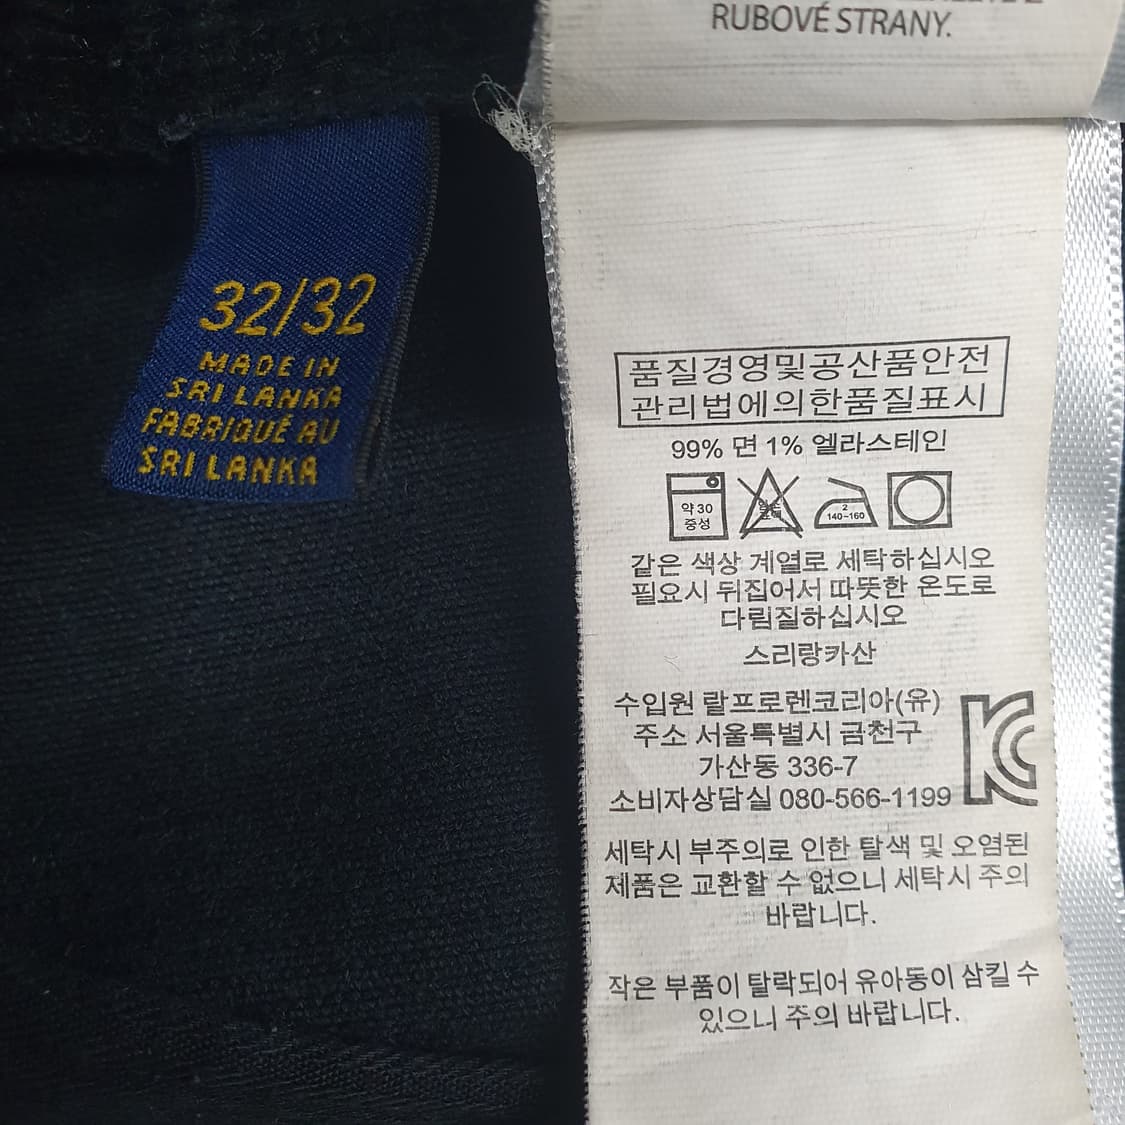 RUBOVÉ STRANY.
32/32
MADE IN
SRI LANKA
FABRIQUÉ AU
SRI LANKA
품질경영및공산품안전
관리법에의한품질표시
99% 면 1% 엘라스테인
약 30
중성
2
140~160
같은 색상 계열로 세탁하십시오
필요시 뒤집어서 따뜻한 온도로
다림질하십시오
스리랑카산
수입원 랄프로렌코리아(유)
주소 서울특별시 금천구
가산동 336-7
소비자상담실 080-566-1199
세탁시 부주의로 인한 탈색 및 오염된
제품은 교환할 수 없으니 세탁시 주의
바랍니다.
작은 부품이 탈락되어 유아동이 삼킬 수
있으니 주의 바랍니다.